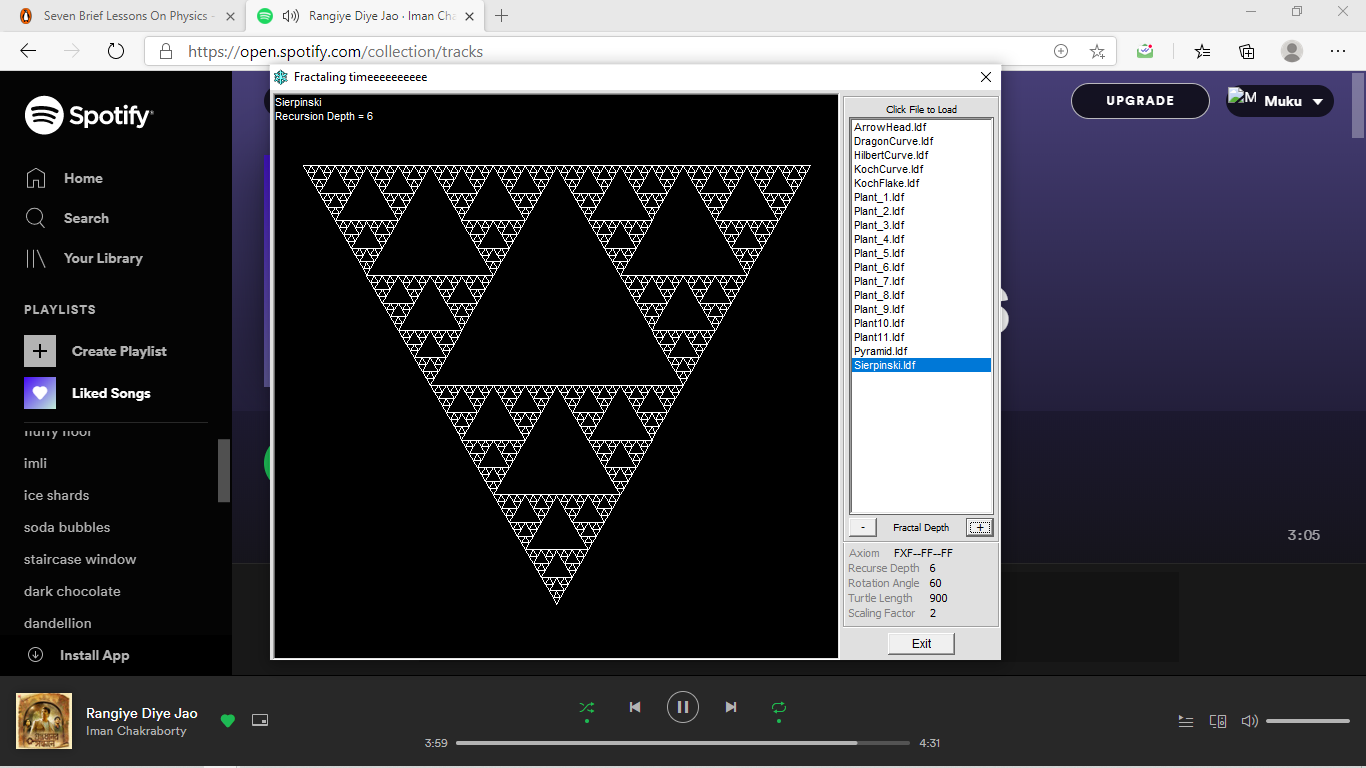 Seven Brief Lessons On Physics -
Rangiye Diye Jao · Iman Cha
https://open.spotify.com/collection/tracks
Fractaling timeeeeeeeeee
Sierpinski
Recursion Depth = 6
Click File to Load
ArrowHead.ldf
DragonCurve.ldf
HilbertCurve.ldf
KochCurve.ldf
KochFlake.ldf
Plant_1.ldf
Plant_2.ldf
Plant_3.ldf
Plant_4.ldf
Plant_5.ldf
Plant_6.ldf
Plant_7.ldf
Plant_8.ldf
Plant_9.ldf
Plant10.ldf
Plant11.ldf
Pyramid.ldf
Sierpinski.ldf
- Fractal Depth +
Axiom FXF--FF--FF
Recurse Depth 6
Rotation Angle 60
Turtle Length 900
Scaling Factor 2
Exit
Spotify
Home
Search
Your Library
PLAYLISTS
Create Playlist
Liked Songs
fluffy floor
imli
ice shards
soda bubbles
staircase window
dark chocolate
dandellion
Install App
UPGRADE
M Muku
s
3:05
Rangiye Diye Jao
Iman Chakraborty
3:59
4:31